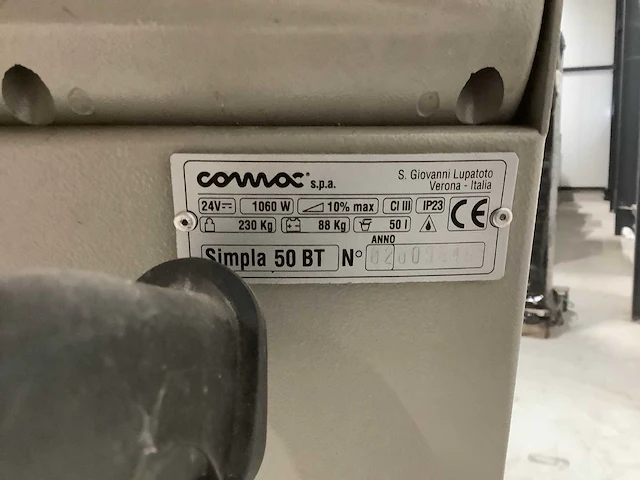 comac s.p.a.
S. Giovanni Lupatoto
Verona - Italia
24V 1060 W 10% max Cl III IP23
230 Kg 88 Kg 50 l CE
ANNO
Simpla 50 BT N°